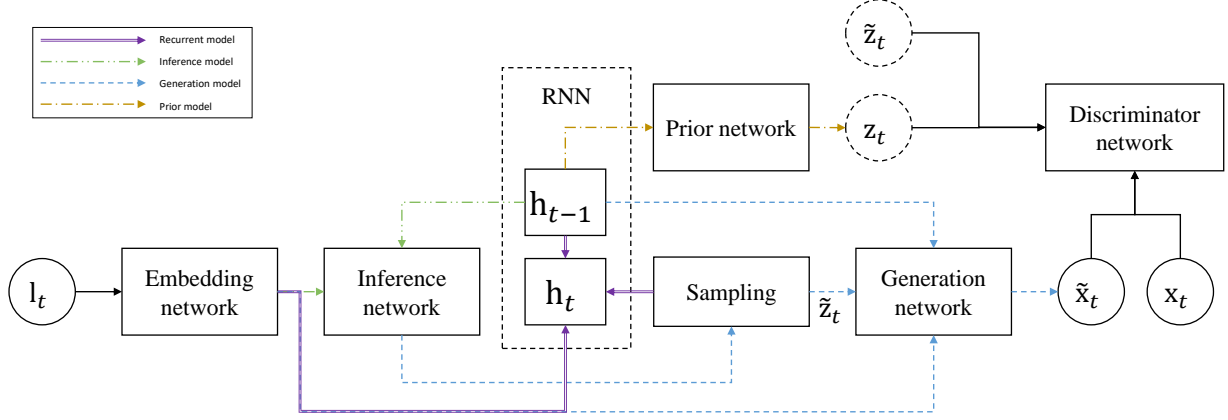 Recurrent model
Inference model
Generation model
Prior model
RNN
z̃ₜ
Prior network
zₜ
Discriminator
network
hₜ₋₁
lₜ
Embedding
network
Inference
network
hₜ
Sampling
z̃ₜ
Generation
network
x̃ₜ
xₜ